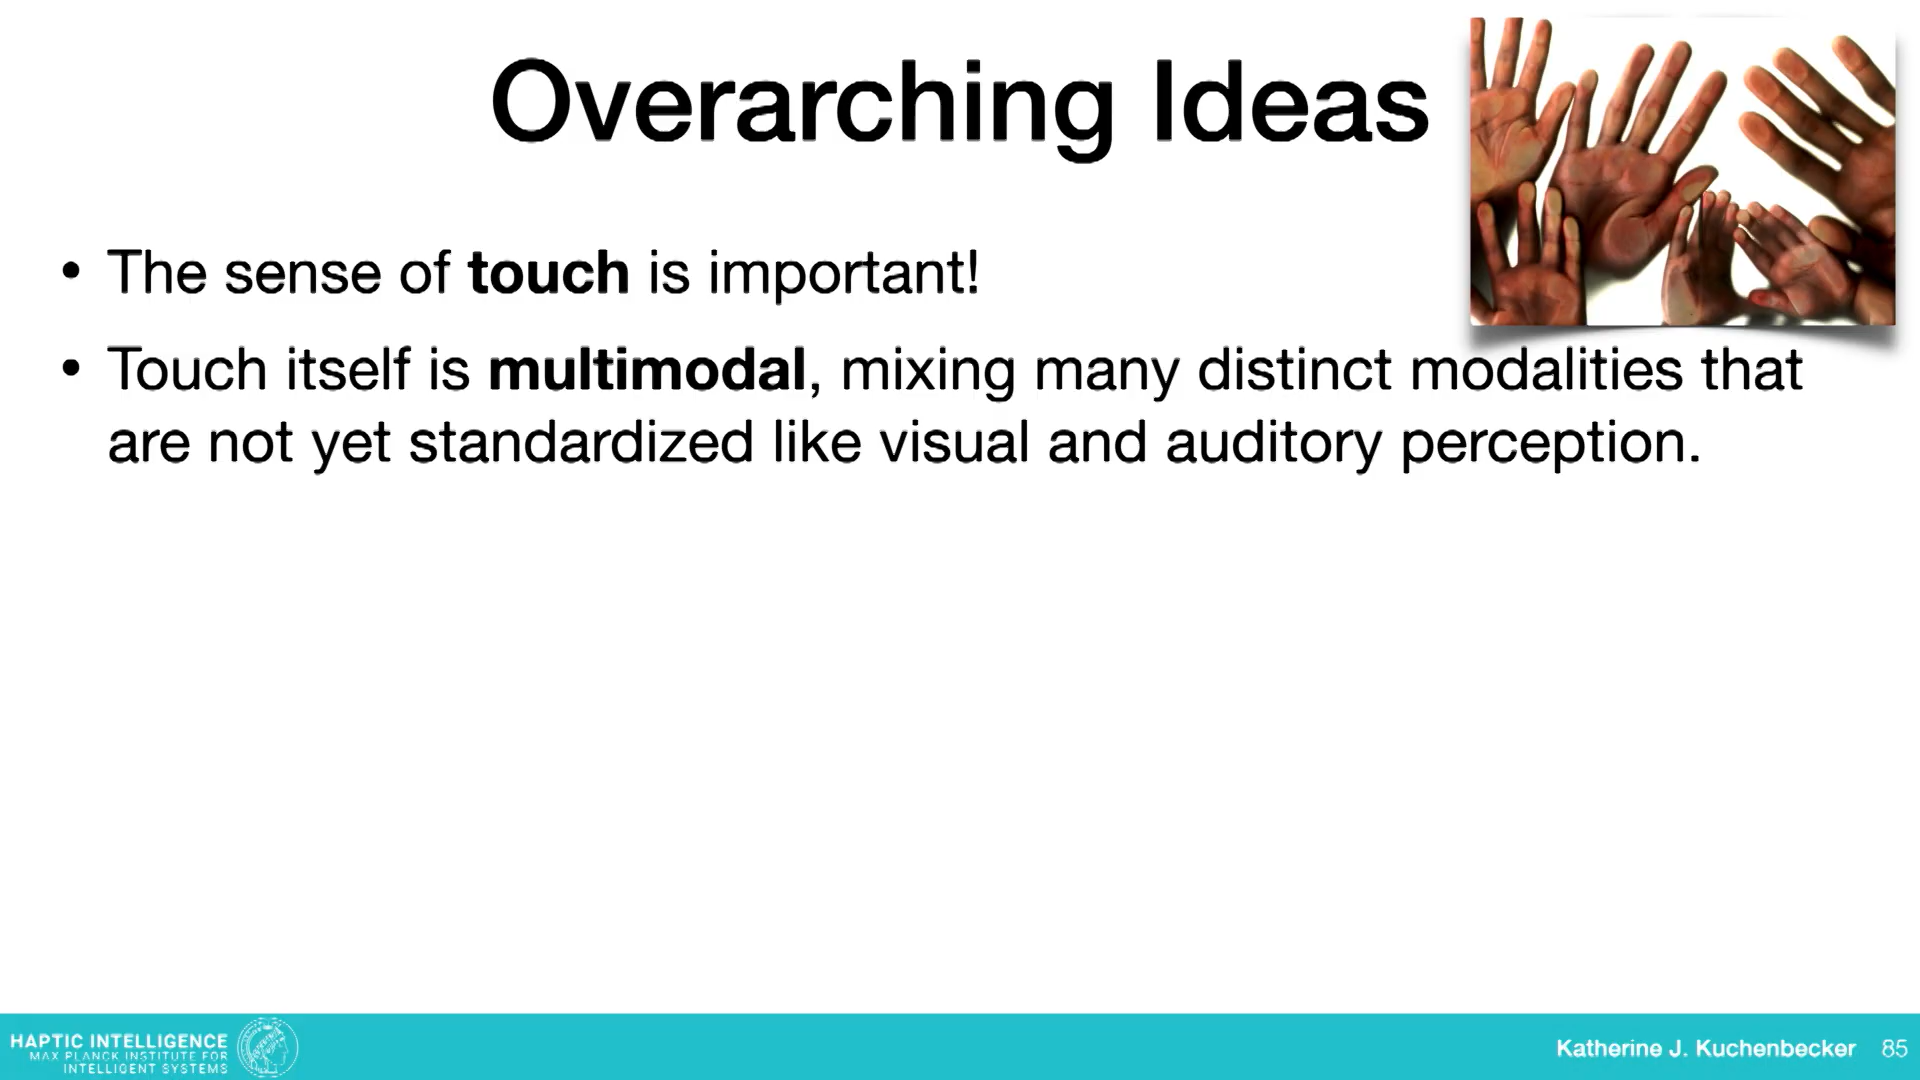 Overarching Ideas
• The sense of touch is important!
• Touch itself is multimodal, mixing many distinct modalities that
are not yet standardized like visual and auditory perception.
HAPTIC INTELLIGENCE
MAX PLANCK INSTITUTE FOR
INTELLIGENT SYSTEMS
Katherine J. Kuchenbecker 85